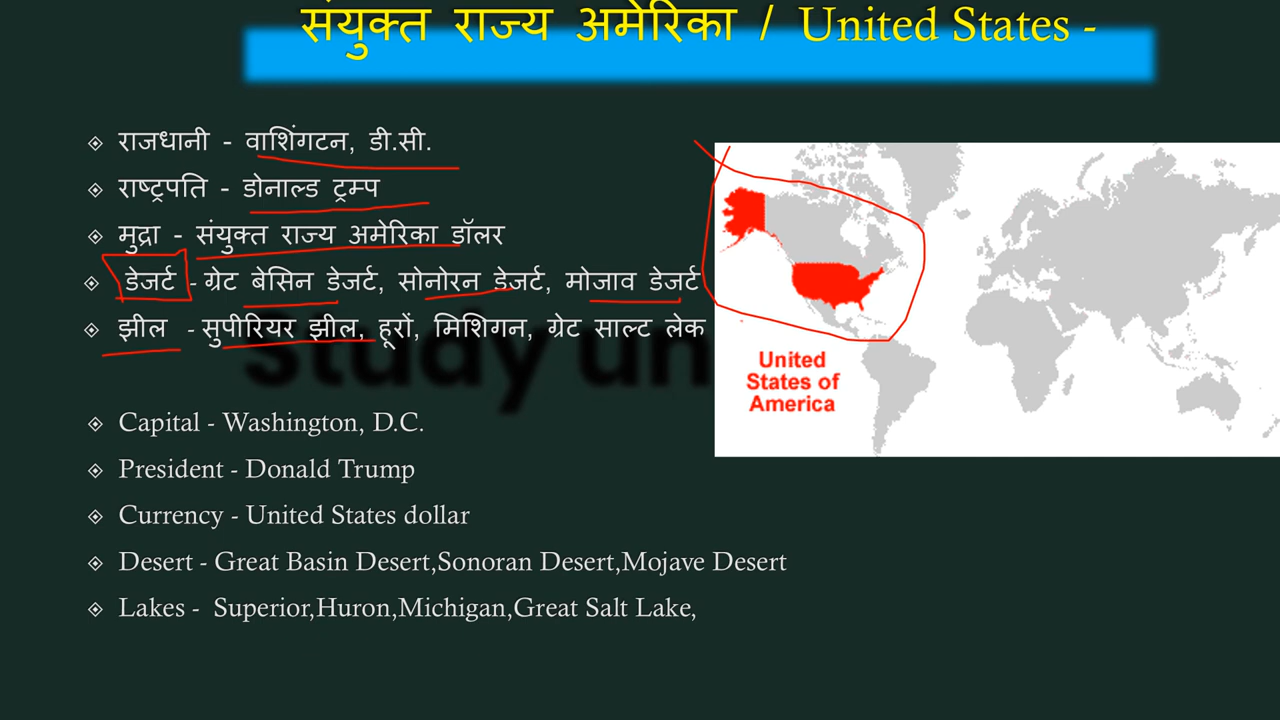 संयुक्त राज्य अमेरिका / United States -
राजधानी - वाशिंगटन, डी.सी.
राष्ट्रपति - डोनाल्ड ट्रम्प
मुद्रा - संयुक्त राज्य अमेरिका डॉलर
डेजर्ट - ग्रेट बेसिन डेजर्ट, सोनोरन डेजर्ट, मोजाव डेजर्ट
झील - सुपीरियर झील, हूरों, मिशिगन, ग्रेट साल्ट लेक
Study un
Capital - Washington, D.C.
President - Donald Trump
Currency - United States dollar
Desert - Great Basin Desert,Sonoran Desert,Mojave Desert
Lakes - Superior,Huron,Michigan,Great Salt Lake,
United
States of
America